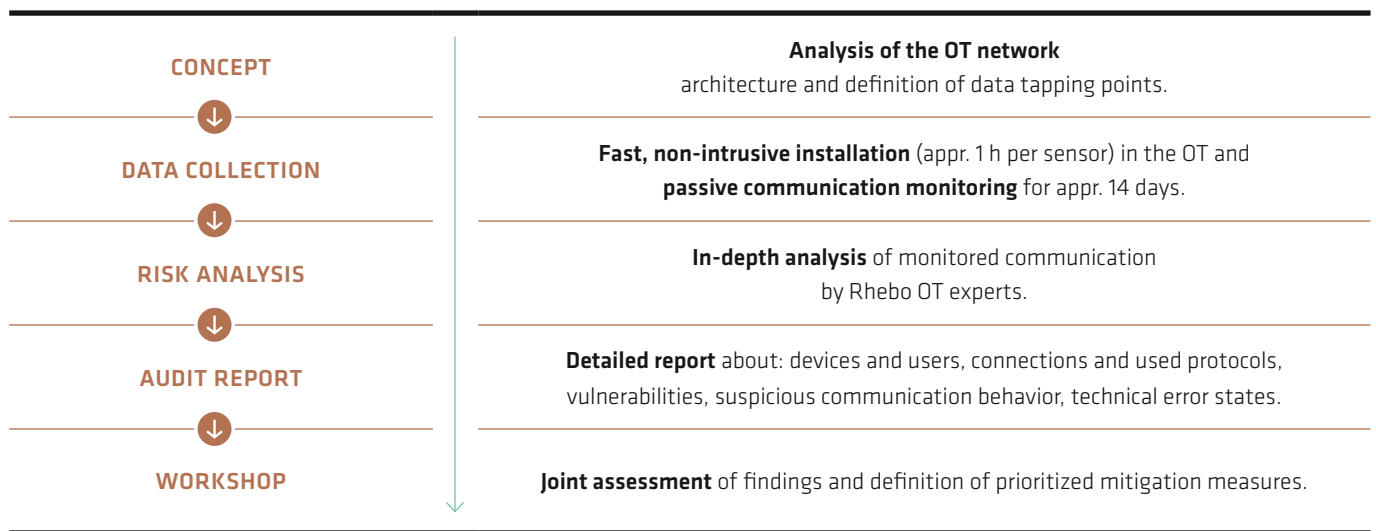 CONCEPT
Analysis of the OT network
architecture and definition of data tapping points.
DATA COLLECTION
Fast, non-intrusive installation (appr. 1 h per sensor) in the OT and
passive communication monitoring for appr. 14 days.
RISK ANALYSIS
In-depth analysis of monitored communication
by Rhebo OT experts.
AUDIT REPORT
Detailed report about: devices and users, connections and used protocols,
vulnerabilities, suspicious communication behavior, technical error states.
WORKSHOP
Joint assessment of findings and definition of prioritized mitigation measures.